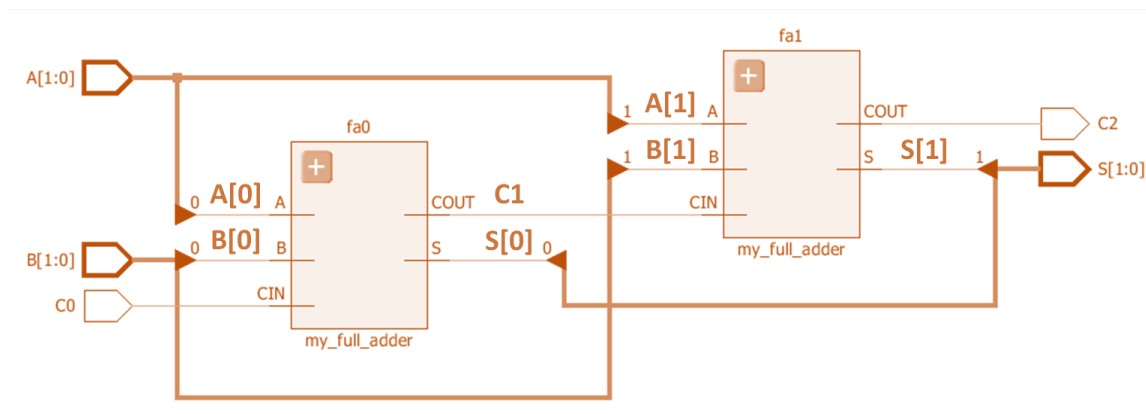 fa1
A[1:0]
1 A[1] A
COUT
C2
fa0
1 B[1] B
S S[1] 1
S[1:0]
0 A[0] A
COUT C1
CIN
0 B[0] B
S S[0] 0
my_full_adder
B[1:0]
CIN
C0
my_full_adder